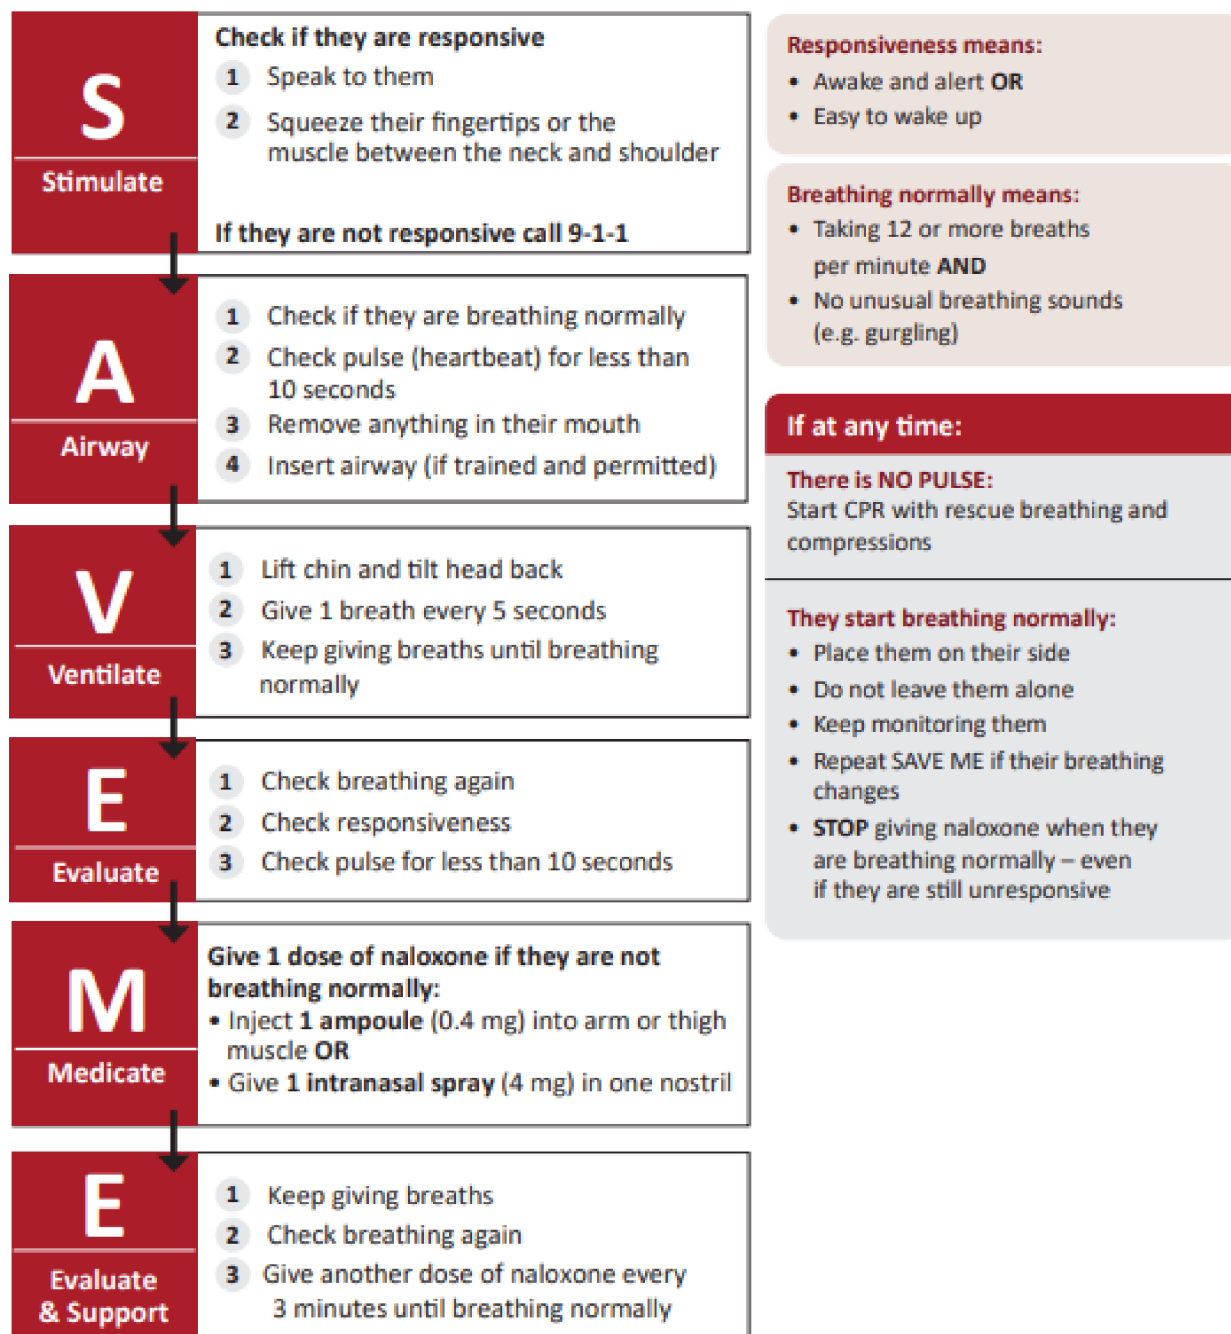 S
Stimulate
Check if they are responsive
1 Speak to them
2 Squeeze their fingertips or the
muscle between the neck and shoulder
If they are not responsive call 9-1-1
A
Airway
1 Check if they are breathing normally
2 Check pulse (heartbeat) for less than
10 seconds
3 Remove anything in their mouth
4 Insert airway (if trained and permitted)
V
Ventilate
1 Lift chin and tilt head back
2 Give 1 breath every 5 seconds
3 Keep giving breaths until breathing
normally
E
Evaluate
1 Check breathing again
2 Check responsiveness
3 Check pulse for less than 10 seconds
M
Medicate
Give 1 dose of naloxone if they are not
breathing normally:
• Inject 1 ampoule (0.4 mg) into arm or thigh
muscle OR
• Give 1 intranasal spray (4 mg) in one nostril
E
Evaluate
& Support
1 Keep giving breaths
2 Check breathing again
3 Give another dose of naloxone every
3 minutes until breathing normally
Responsiveness means:
• Awake and alert OR
• Easy to wake up
Breathing normally means:
• Taking 12 or more breaths
per minute AND
• No unusual breathing sounds
(e.g. gurgling)
If at any time:
There is NO PULSE:
Start CPR with rescue breathing and
compressions
They start breathing normally:
• Place them on their side
• Do not leave them alone
• Keep monitoring them
• Repeat SAVE ME if their breathing
changes
• STOP giving naloxone when they
are breathing normally – even
if they are still unresponsive